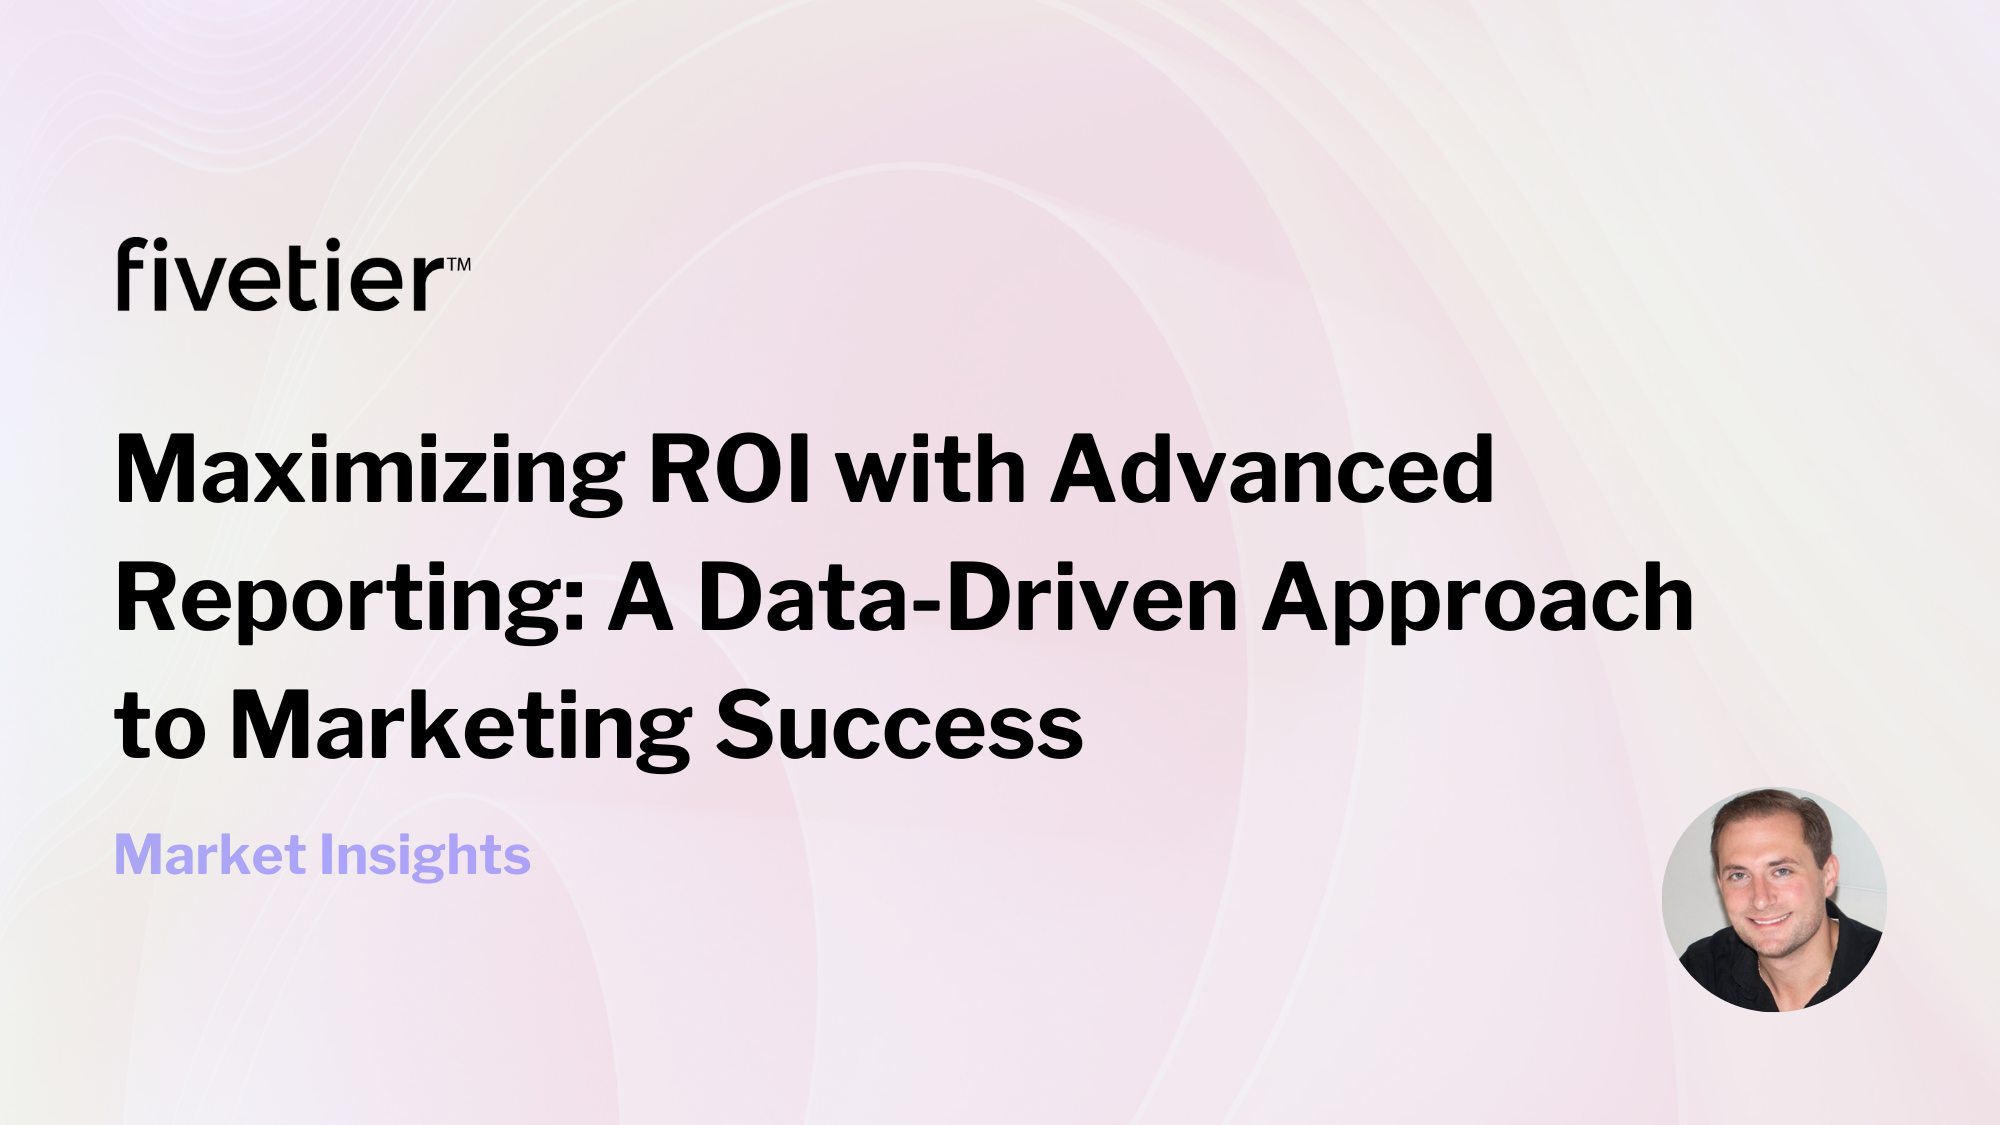 fivetier™
Maximizing ROI with Advanced
Reporting: A Data-Driven Approach
to Marketing Success
Market Insights